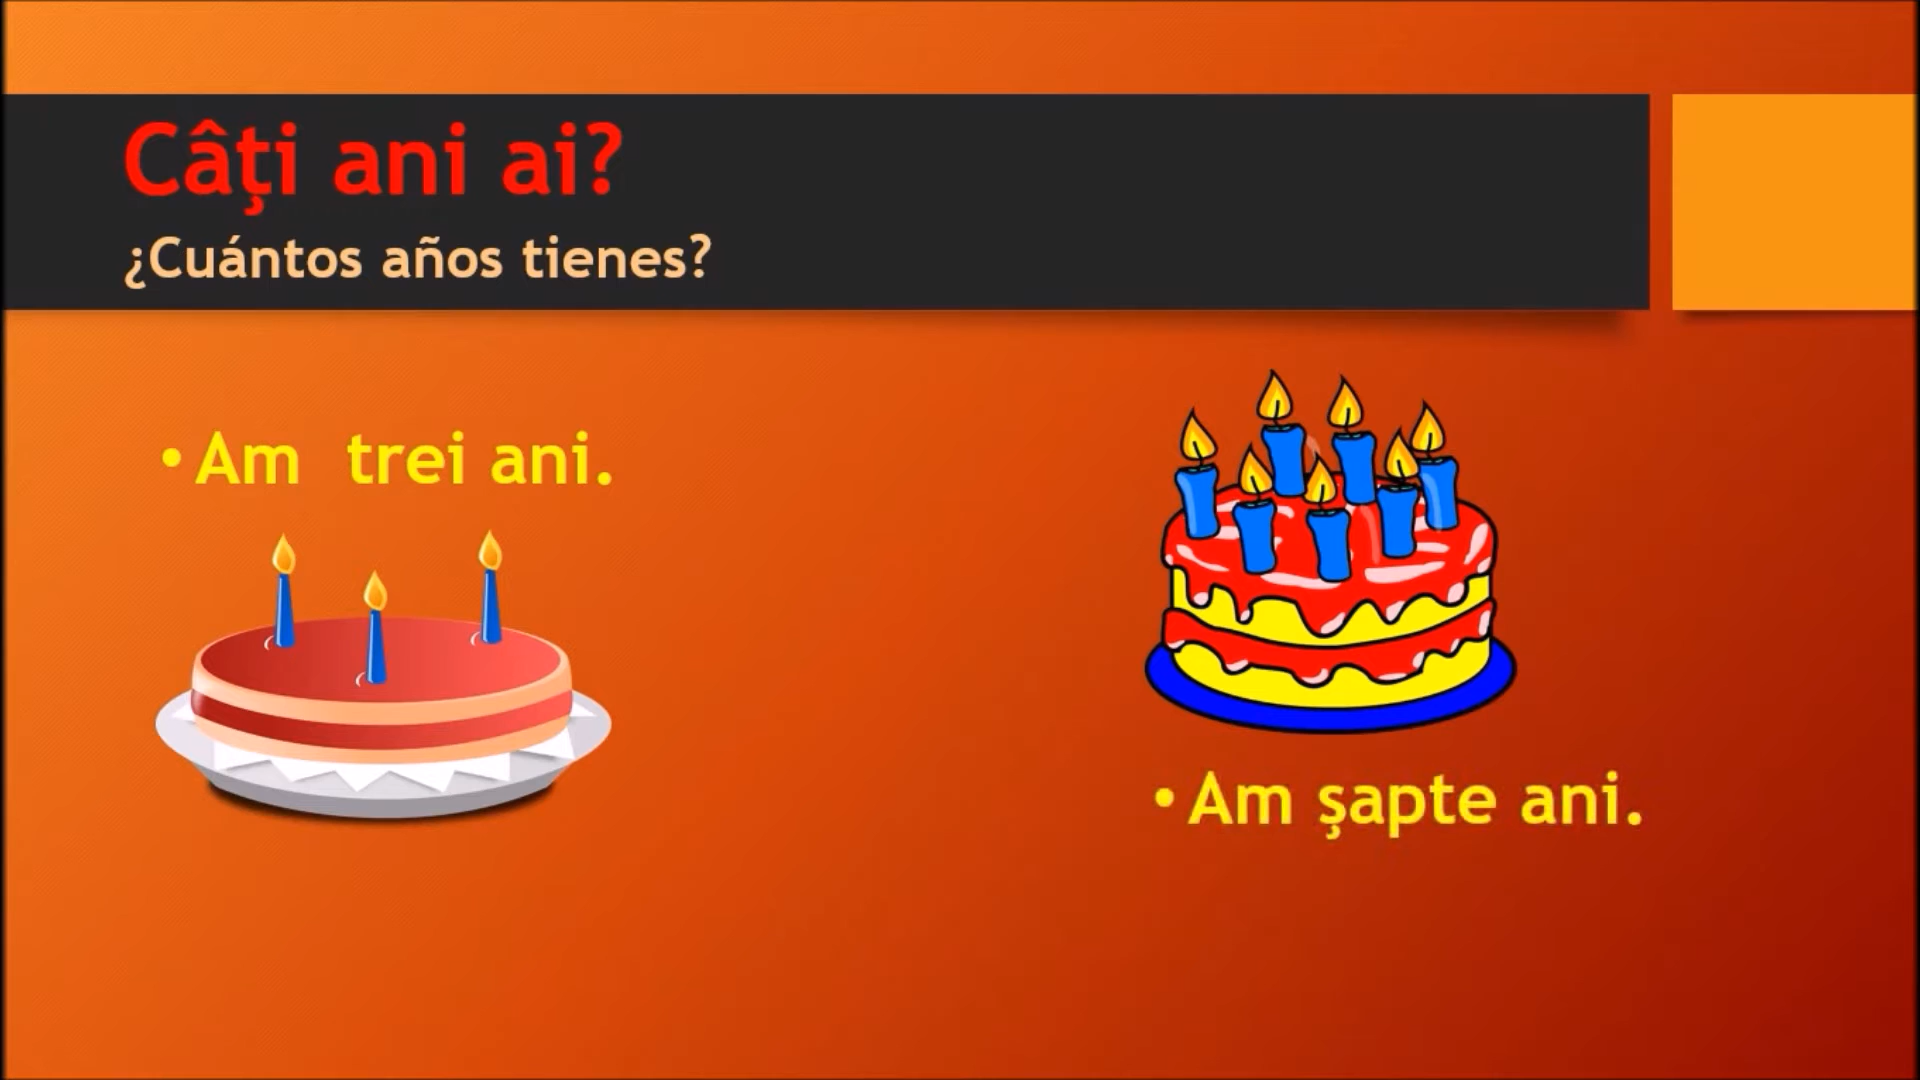 Câţi ani ai?
¿Cuántos años tienes?
• Am trei ani.
• Am şapte ani.